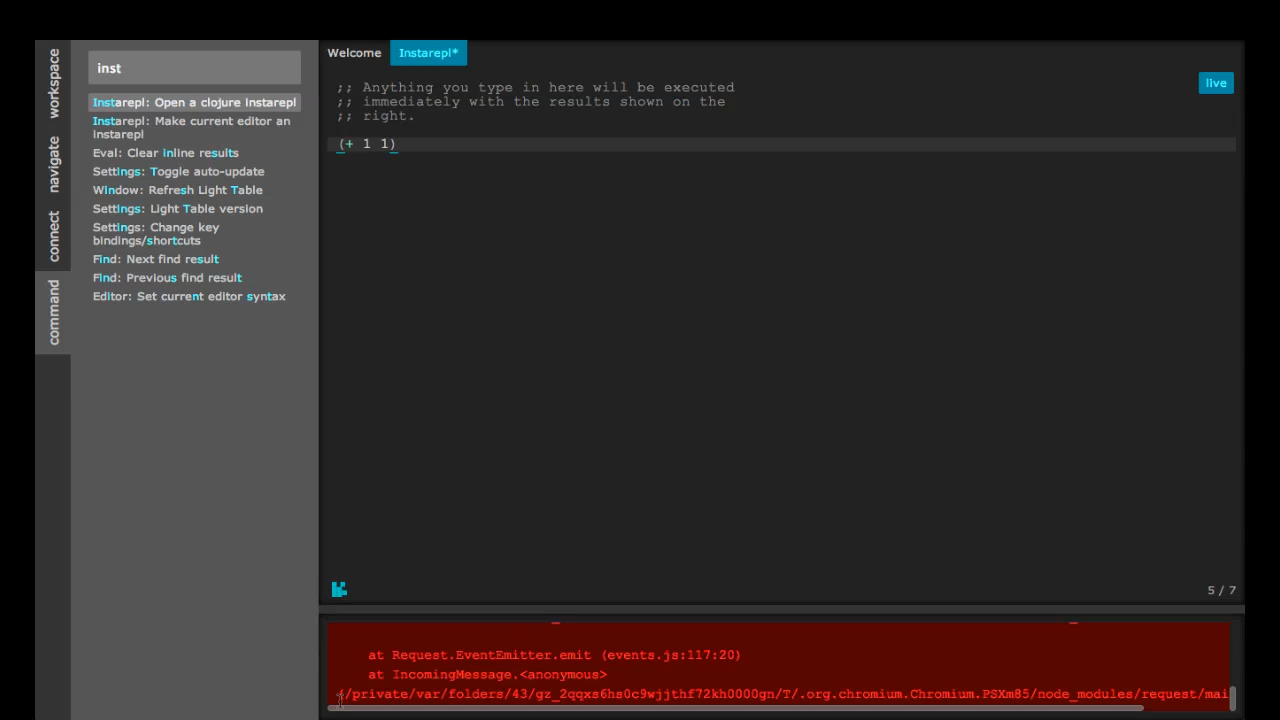 workspace
navigate
connect
command
inst
Instarepl: Open a clojure instarepl
Instarepl: Make current editor an
instarepl
Eval: Clear inline results
Settings: Toggle auto-update
Window: Refresh Light Table
Settings: Light Table version
Settings: Change key
bindings/shortcuts
Find: Next find result
Find: Previous find result
Editor: Set current editor syntax
Welcome Instarepl*
;; Anything you type in here will be executed
;; immediately with the results shown on the
;; right.
(+ 1 1)
live
5 / 7
at Request.EventEmitter.emit (events.js:117:20)
at IncomingMessage.<anonymous>
(/private/var/folders/43/gz_2qqxs6hs0c9wjjthf72kh0000gn/T/.org.chromium.Chromium.PSXm85/node_modules/request/mai